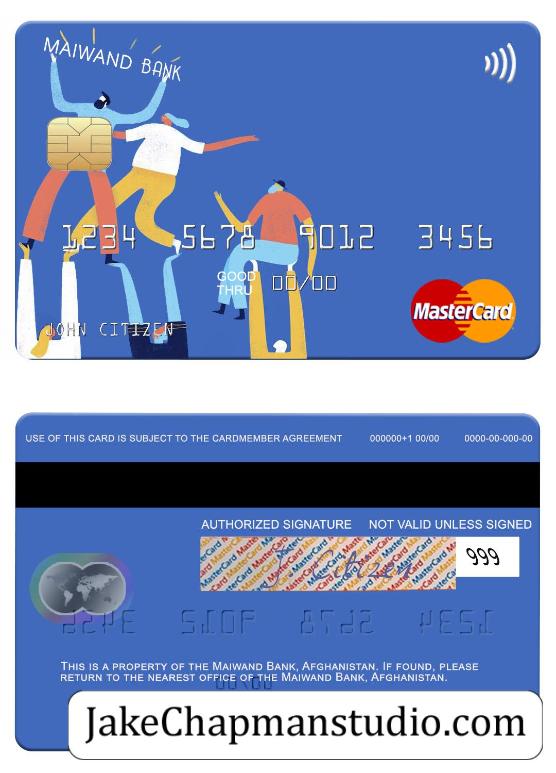 MAIWAND BANK
1234 5678 9012 3456
GOOD THRU 00/00
JOHN CITIZEN
MasterCard
USE OF THIS CARD IS SUBJECT TO THE CARDMEMBER AGREEMENT 000000+1 00/00 0000-00-000-00
AUTHORIZED SIGNATURE NOT VALID UNLESS SIGNED
MasterCard MasterCard MasterCard
999
THIS IS A PROPERTY OF THE MAIWAND BANK, AFGHANISTAN. IF FOUND, PLEASE
RETURN TO THE NEAREST OFFICE OF THE MAIWAND BANK, AFGHANISTAN.
JakeChapmanstudio.com